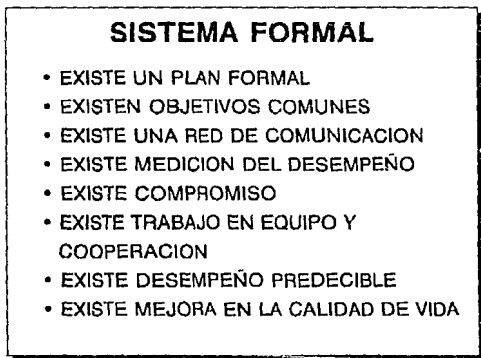 SISTEMA FORMAL
• EXISTE UN PLAN FORMAL
• EXISTEN OBJETIVOS COMUNES
• EXISTE UNA RED DE COMUNICACION
• EXISTE MEDICION DEL DESEMPEÑO
• EXISTE COMPROMISO
• EXISTE TRABAJO EN EQUIPO Y
COOPERACION
• EXISTE DESEMPEÑO PREDECIBLE
• EXISTE MEJORA EN LA CALIDAD DE VIDA